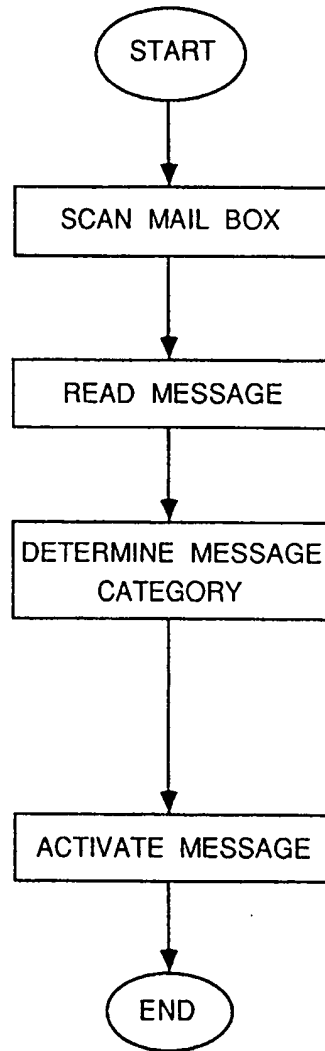 START
SCAN MAIL BOX
READ MESSAGE
DETERMINE MESSAGE
CATEGORY
ACTIVATE MESSAGE
END